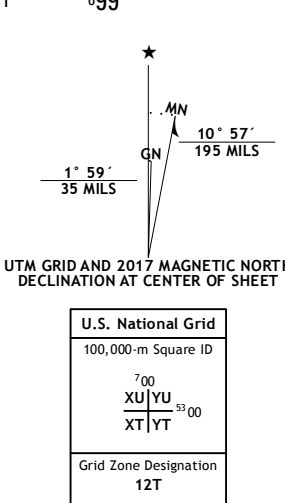 ⁶99
MN
GN
10° 57´
195 MILS
1° 59´
35 MILS
UTM GRID AND 2017 MAGNETIC NORTH
DECLINATION AT CENTER OF SHEET
U.S. National Grid
100,000-m Square ID
⁷00
XU YU
⁵³00
XT YT
Grid Zone Designation
12T